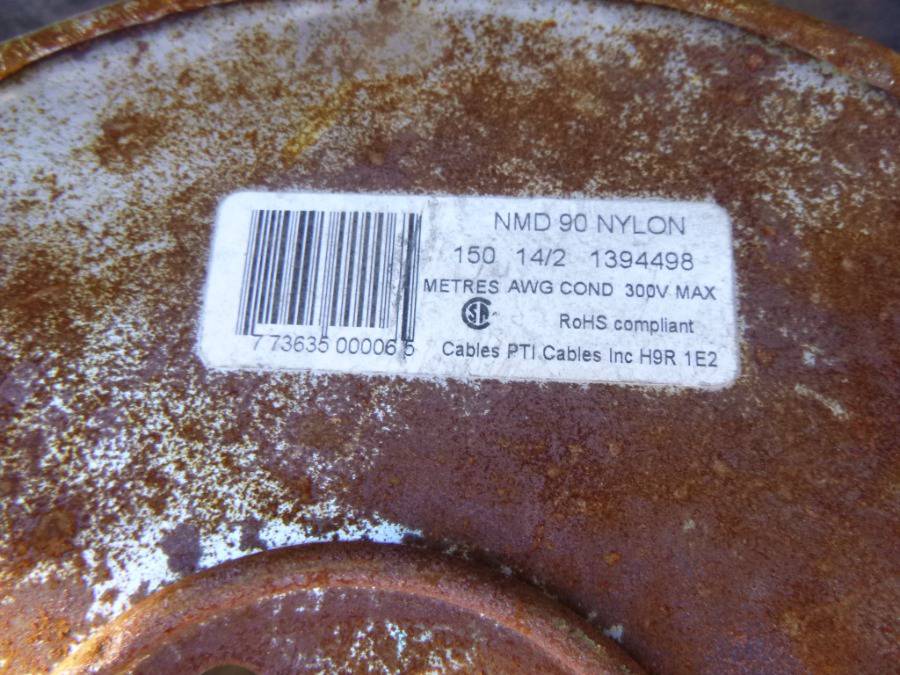 NMD 90 NYLON
150 14/2 1394498
METRES AWG COND 300V MAX
RoHS compliant
7 73635 00006 5
Cables PTI Cables Inc H9R 1E2